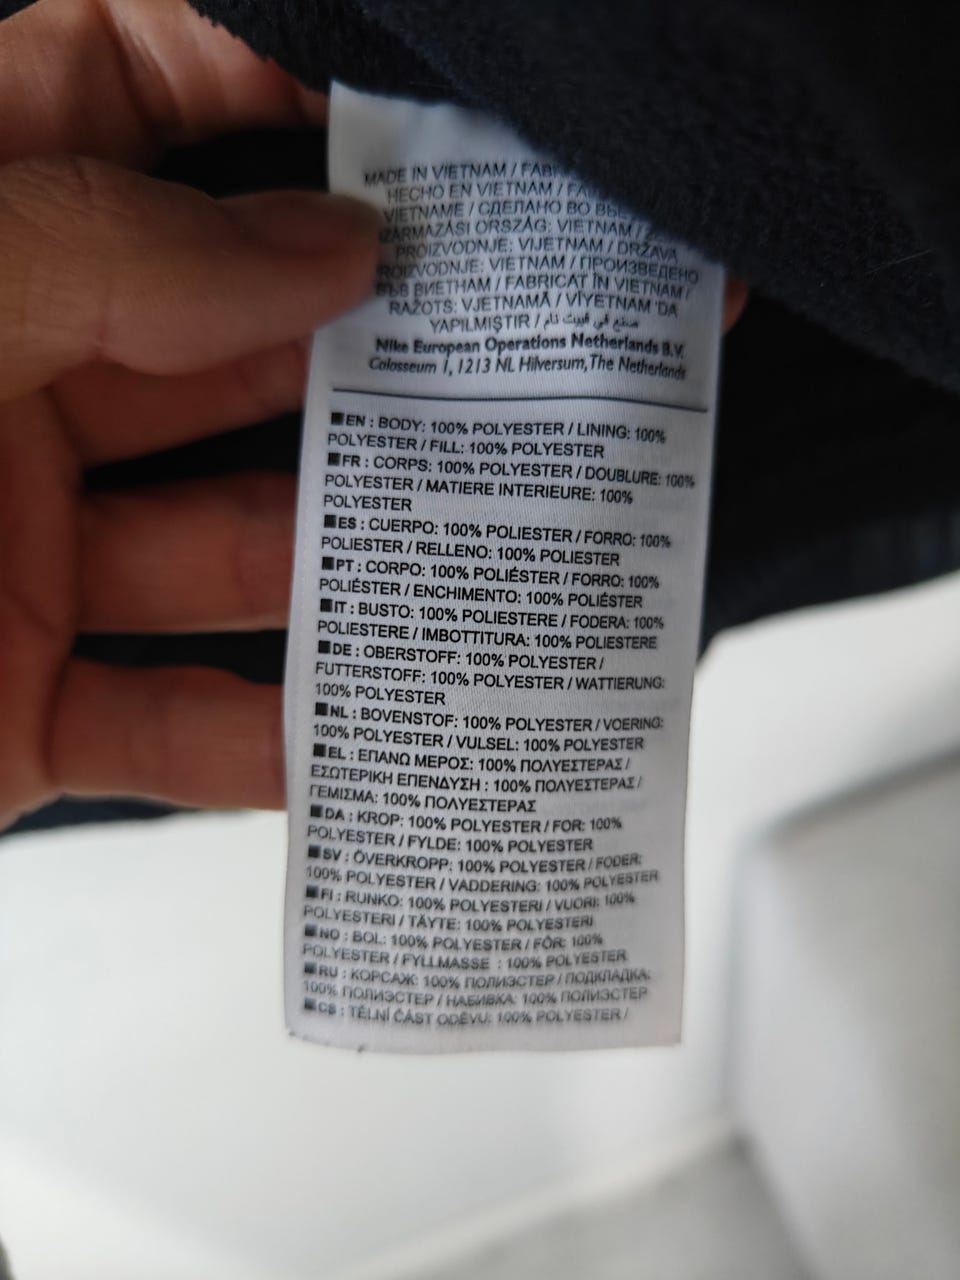 MADE IN VIETNAM /
HECHO EN VIETNAM /
VIETNAME / СДЕЛАНО ВО
SZÁRMAZÁSI ORSZÁG: VIETNAM /
PROIZVODNJE: VIJETNAM / DRŽAVA
PROIZVODNJE: VIETNAM / ПРОИЗВЕДЕНО
ВЪВ ВИЕТНАМ / FABRICAT ÎN VIETNAM /
RAŽOTS: VJETNAMĀ / VİYETNAM 'DA
YAPILMIŞTIR / صنع في فييت نام
Nike European Operations Netherlands B.V.
Colosseum 1, 1213 NL Hilversum, The Netherlands
EN : BODY: 100% POLYESTER / LINING: 100%
POLYESTER / FILL: 100% POLYESTER
FR : CORPS: 100% POLYESTER / DOUBLURE: 100%
POLYESTER / MATIERE INTERIEURE: 100%
POLYESTER
ES : CUERPO: 100% POLIESTER / FORRO: 100%
POLIESTER / RELLENO: 100% POLIESTER
PT : CORPO: 100% POLIÉSTER / FORRO: 100%
POLIÉSTER / ENCHIMENTO: 100% POLIÉSTER
IT : BUSTO: 100% POLIESTERE / FODERA: 100%
POLIESTERE / IMBOTTITURA: 100% POLIESTERE
DE : OBERSTOFF: 100% POLYESTER /
FUTTERSTOFF: 100% POLYESTER / WATTIERUNG:
100% POLYESTER
NL : BOVENSTOF: 100% POLYESTER / VOERING:
100% POLYESTER / VULSEL: 100% POLYESTER
EL : ΕΠΑΝΩ ΜΕΡΟΣ: 100% ΠΟΛΥΕΣΤΕΡΑΣ /
ΕΣΩΤΕΡΙΚΗ ΕΠΕΝΔΥΣΗ : 100% ΠΟΛΥΕΣΤΕΡΑΣ /
ΓΕΜΙΣΜΑ: 100% ΠΟΛΥΕΣΤΕΡΑΣ
DA : KROP: 100% POLYESTER / FOR: 100%
POLYESTER / FYLDE: 100% POLYESTER
SV : ÖVERKROPP: 100% POLYESTER / FODER:
100% POLYESTER / VADDERING: 100% POLYESTER
FI : RUNKO: 100% POLYESTERI / VUORI: 100%
POLYESTERI / TÄYTE: 100% POLYESTERI
NO : BOL: 100% POLYESTER / FÔR: 100%
POLYESTER / FYLLMASSE : 100% POLYESTER
RU : КОРСАЖ: 100% ПОЛИЭСТЕР / ПОДКЛАДКА:
100% ПОЛИЭСТЕР / НАБИВКА: 100% ПОЛИЭСТЕР
CS : TĚLNÍ ČÁST ODĚVU: 100% POLYESTER /